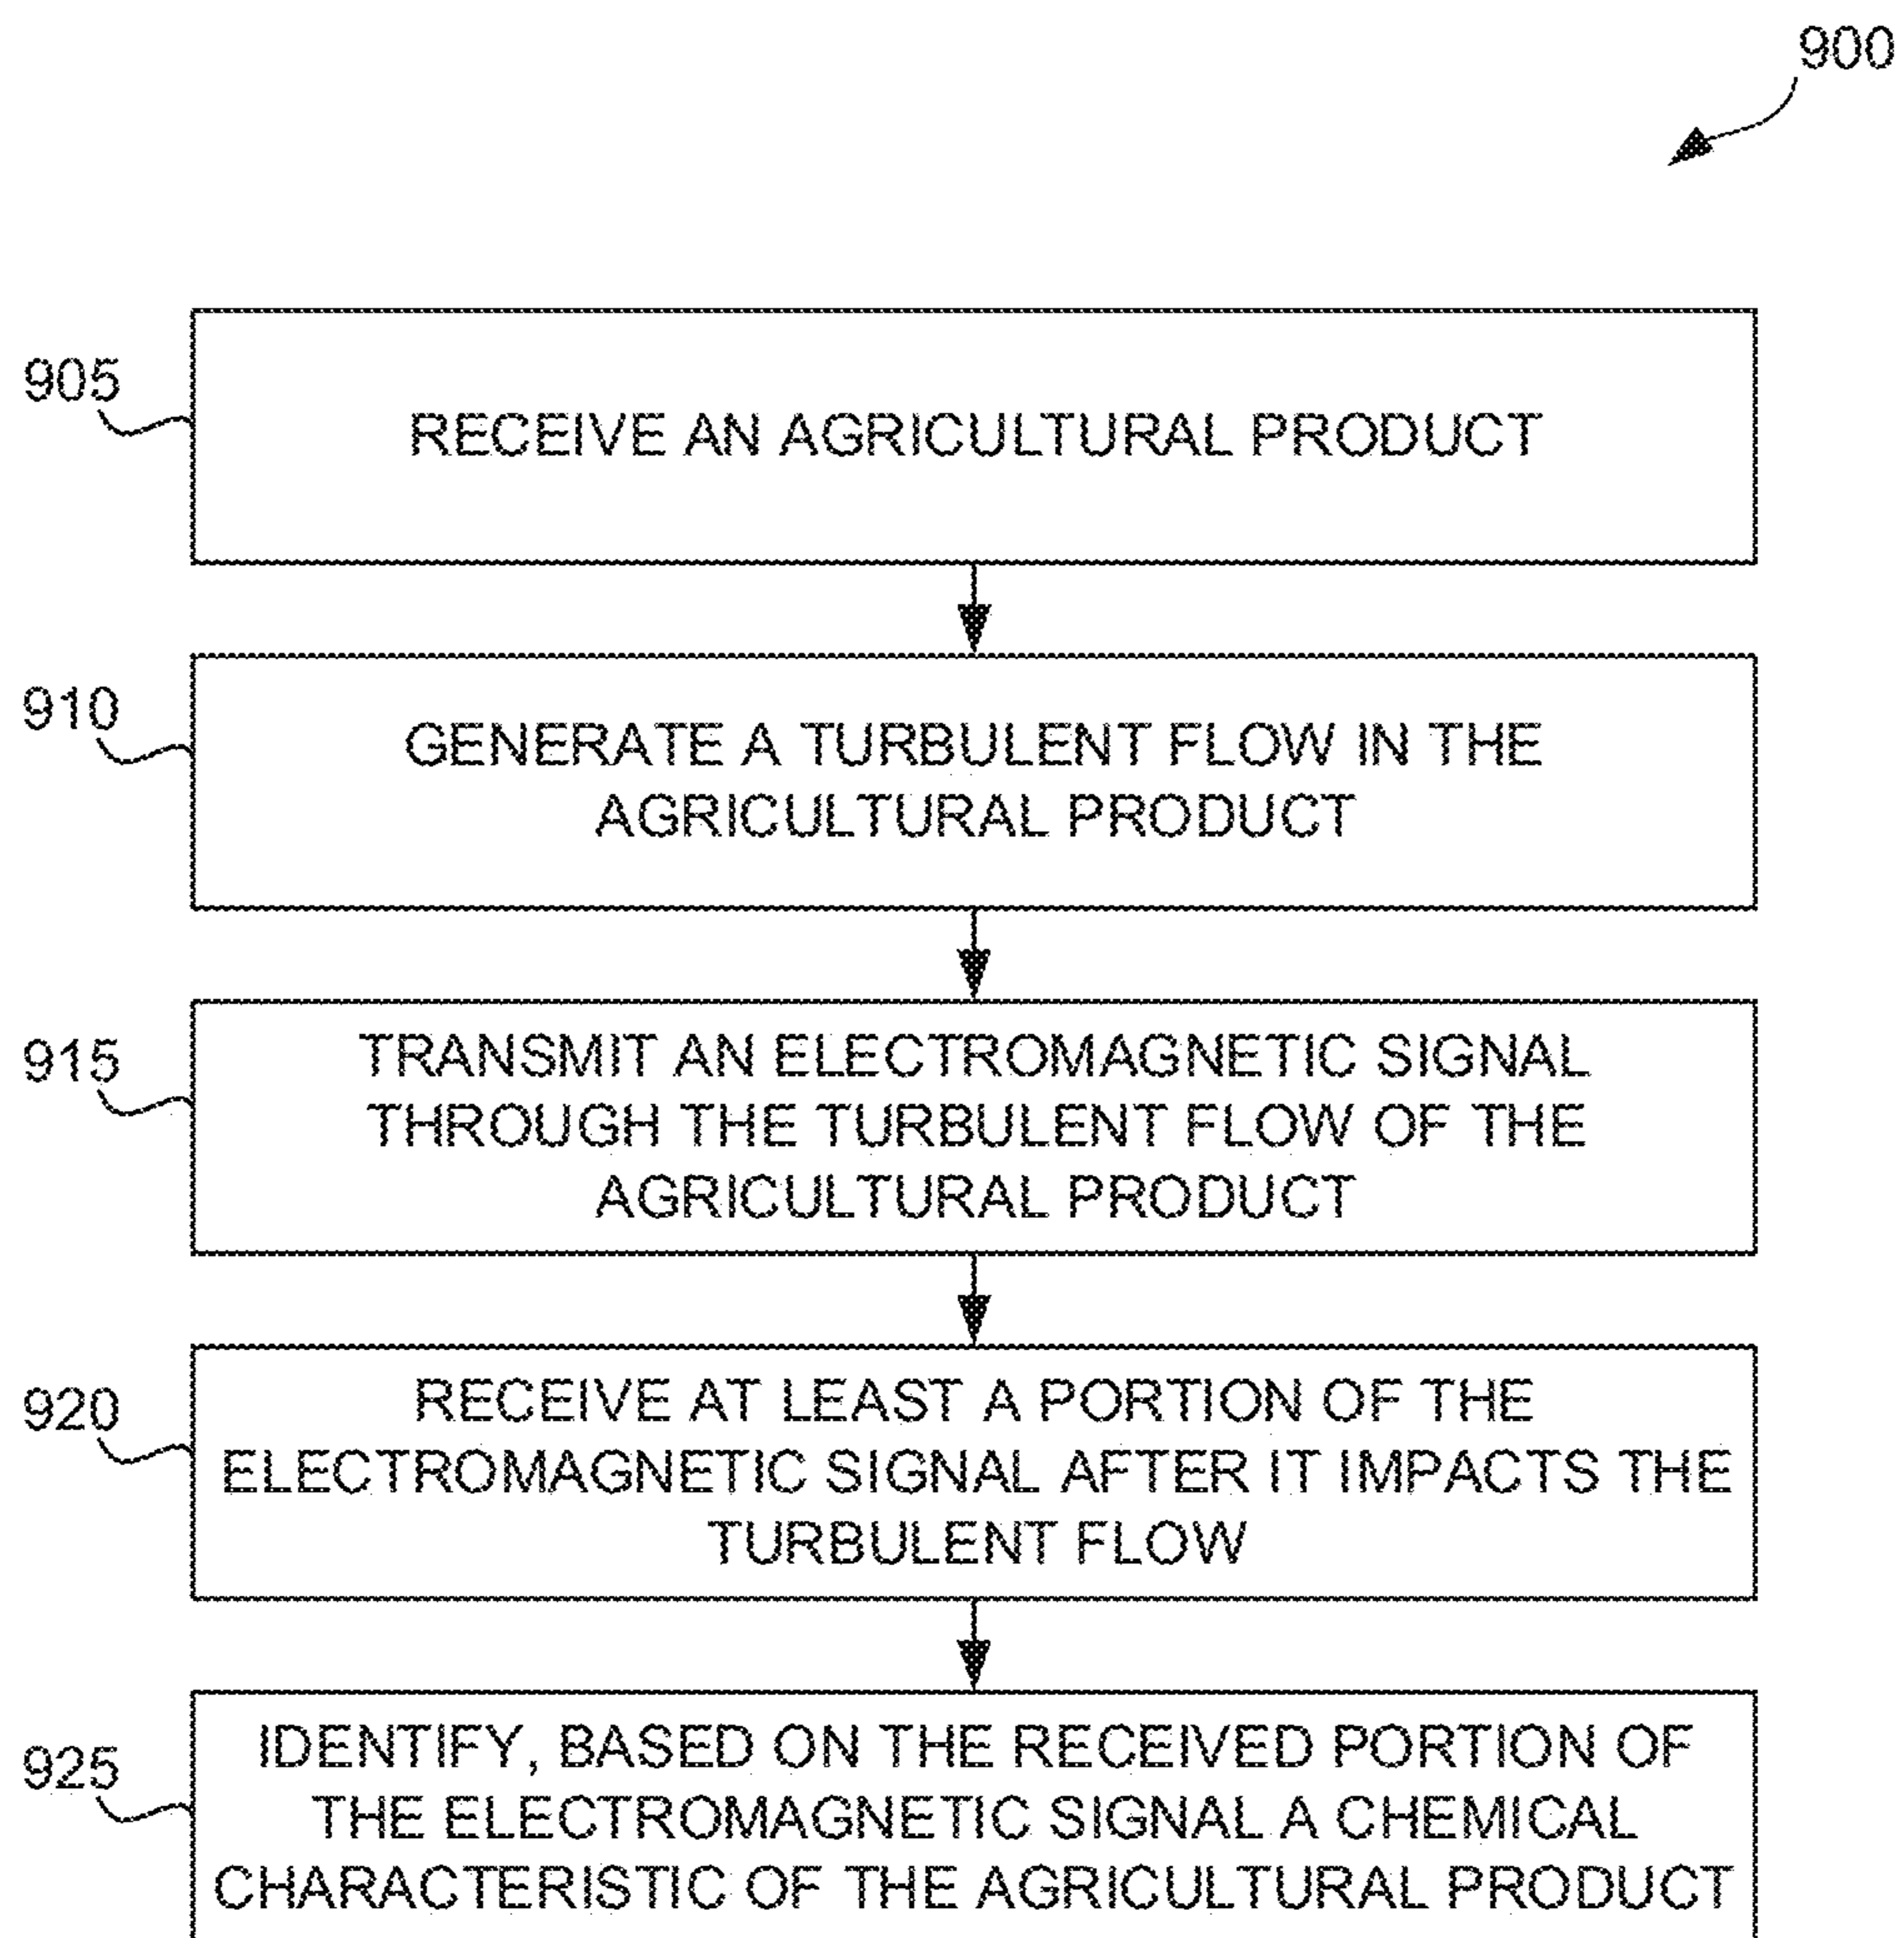 900
905
RECEIVE AN AGRICULTURAL PRODUCT
910
GENERATE A TURBULENT FLOW IN THE
AGRICULTURAL PRODUCT
915
TRANSMIT AN ELECTROMAGNETIC SIGNAL
THROUGH THE TURBULENT FLOW OF THE
AGRICULTURAL PRODUCT
920
RECEIVE AT LEAST A PORTION OF THE
ELECTROMAGNETIC SIGNAL AFTER IT IMPACTS THE
TURBULENT FLOW
925
IDENTIFY, BASED ON THE RECEIVED PORTION OF
THE ELECTROMAGNETIC SIGNAL A CHEMICAL
CHARACTERISTIC OF THE AGRICULTURAL PRODUCT